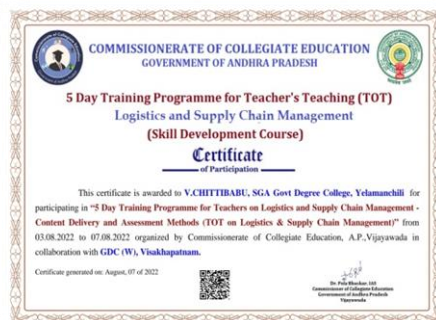 COMMISSIONERATE OF COLLEGIATE EDUCATION
GOVERNMENT OF ANDHRA PRADESH
5 Day Training Programme for Teacher's Teaching (TOT)
Logistics and Supply Chain Management
(Skill Development Course)
Certificate
of Participation
This certificate is awarded to V.CHITTIBABU, SGA Govt Degree College, Yelamanchili for
participating in "5 Day Training Programme for Teachers on Logistics and Supply Chain Management -
Content Delivery and Assessment Methods (TOT on Logistics & Supply Chain Management)" from
03.08.2022 to 07.08.2022 organized by Commissionerate of Collegiate Education, A.P.,Vijayawada in
collaboration with GDC (W), Visakhapatnam.
Certificate generated on: August, 07 of 2022
Dr. Pola Bhaskar, IAS
Commissioner of Collegiate Education
Government of Andhra Pradesh
Vijayawada